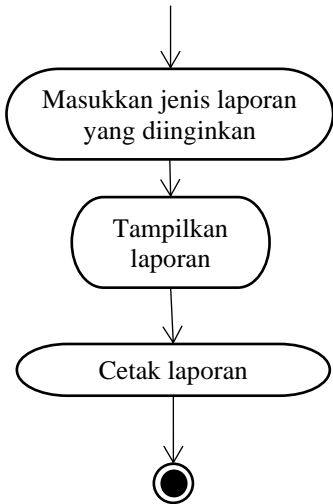 Masukkan jenis laporan
yang diinginkan
Tampilkan
laporan
Cetak laporan